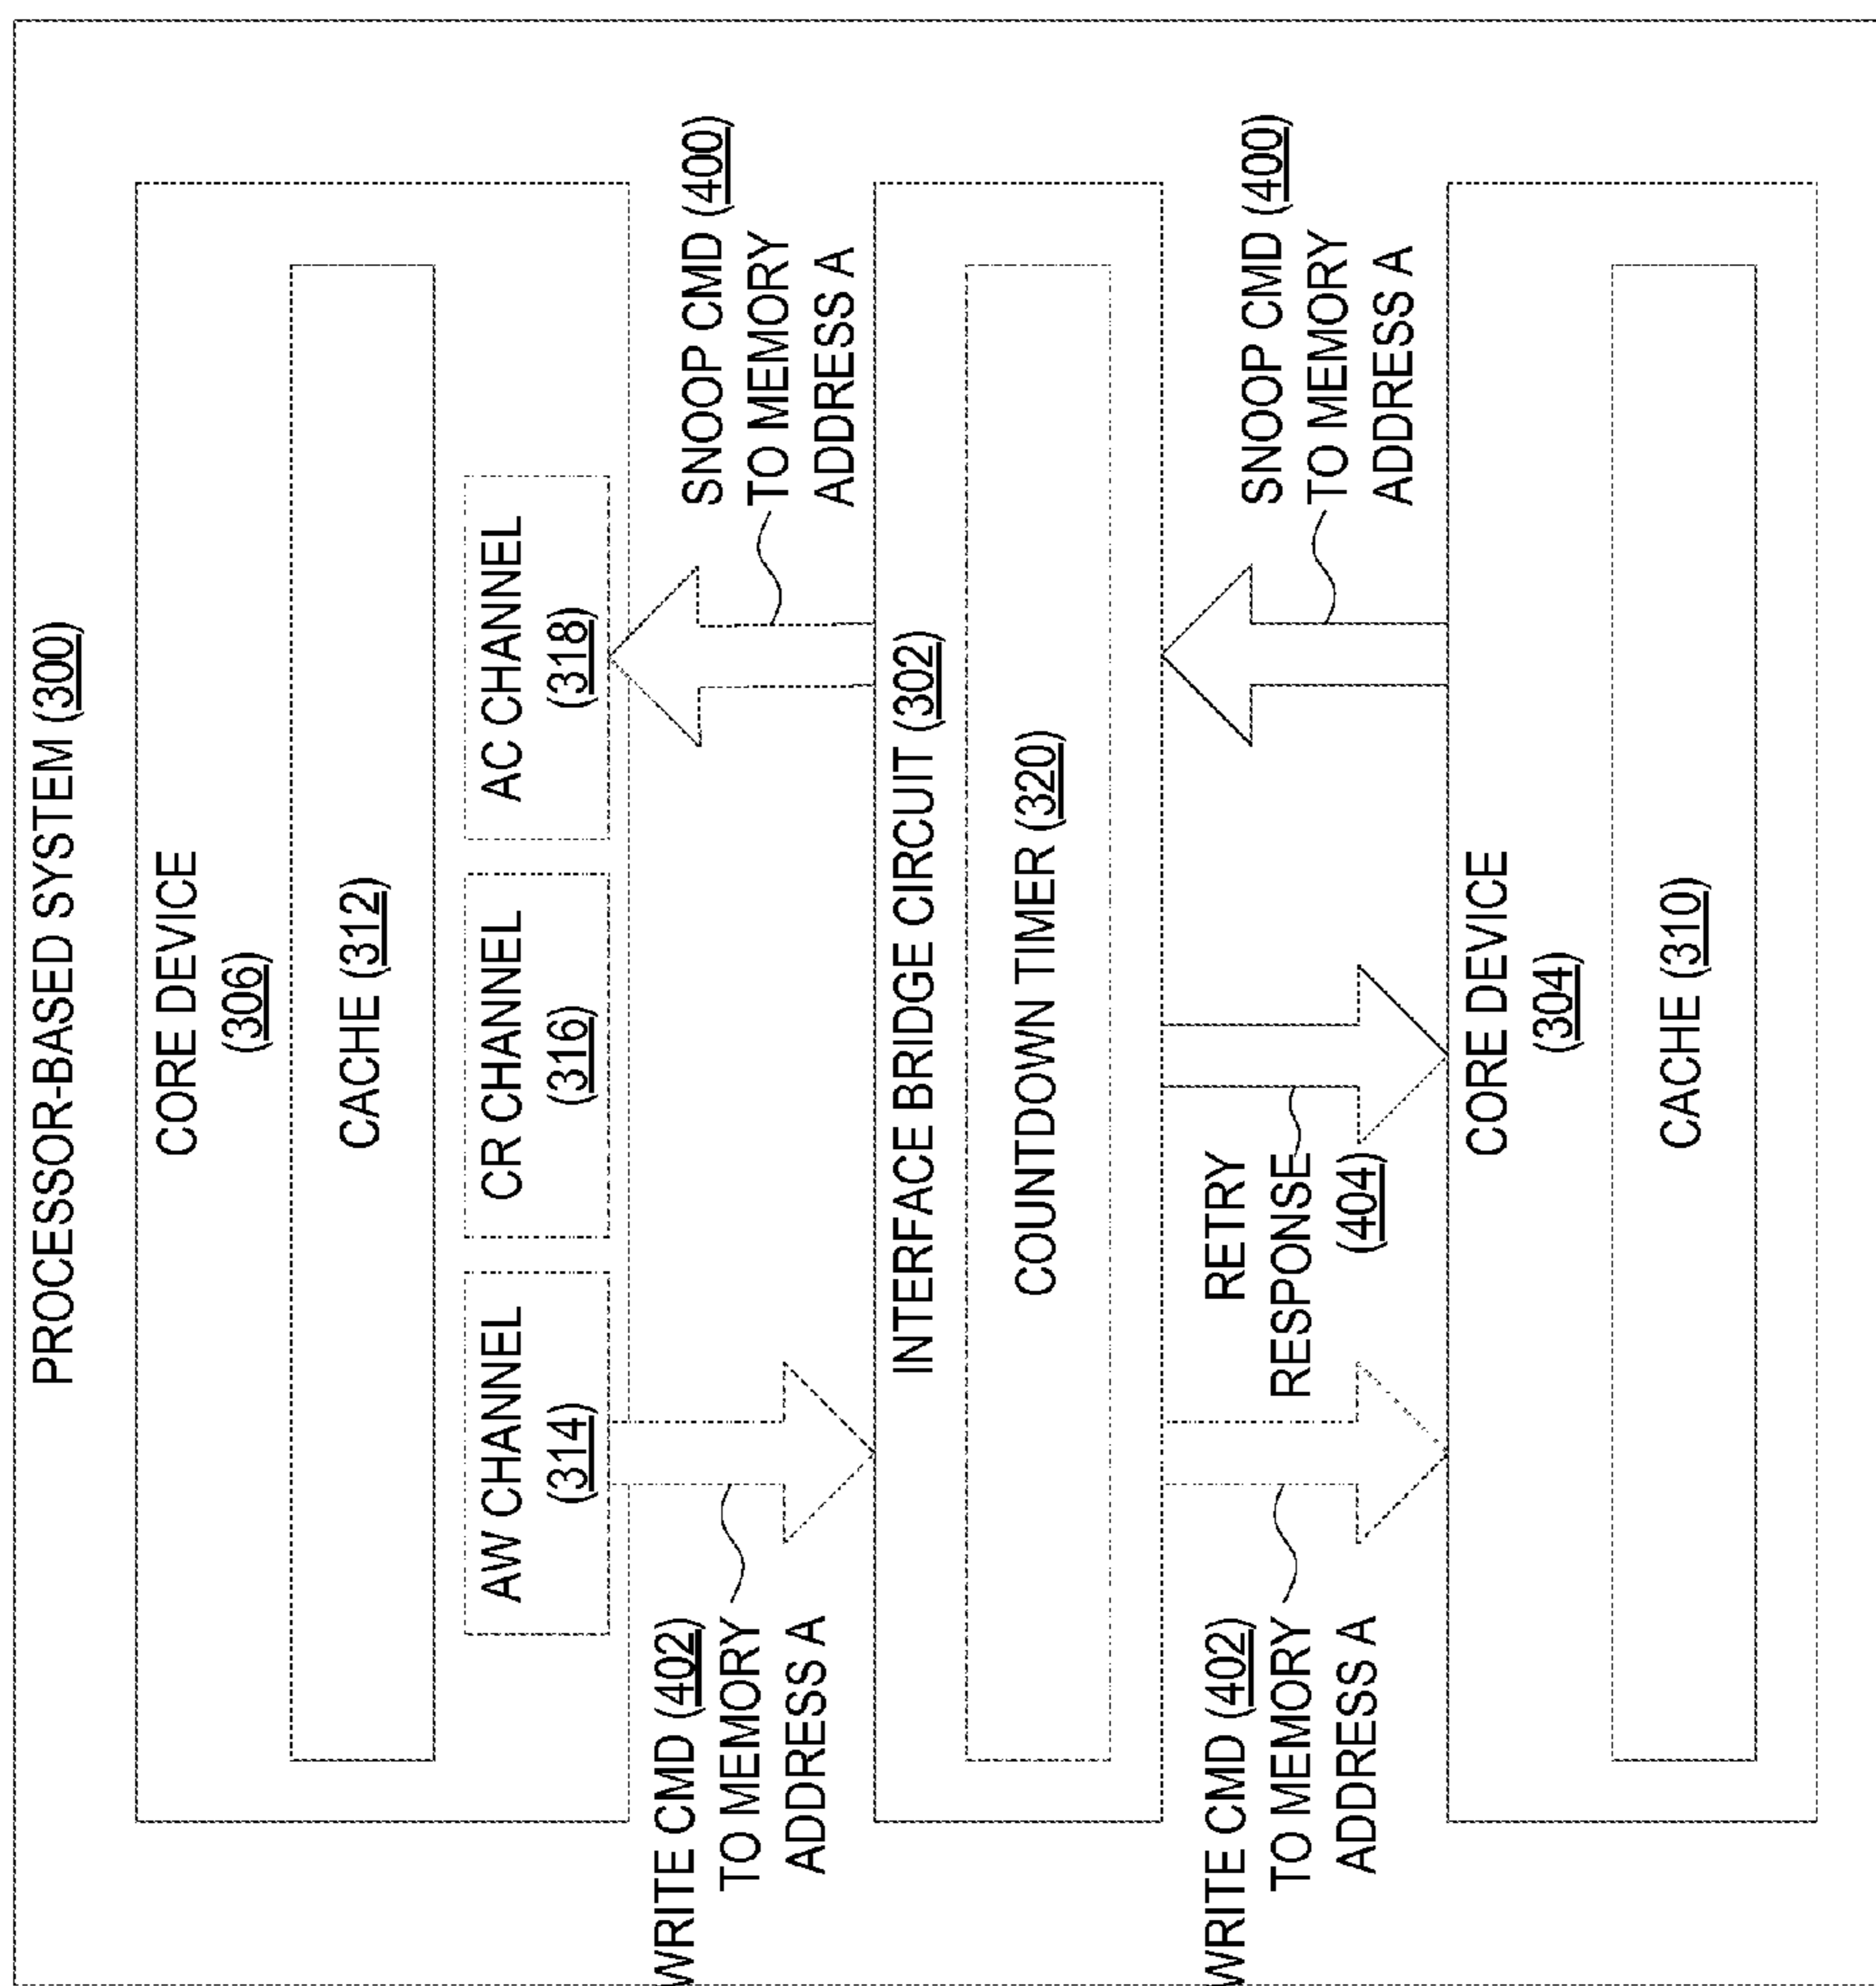 PROCESSOR-BASED SYSTEM (300)
CORE DEVICE
(306)
CACHE (312)
AW CHANNEL
(314)
CR CHANNEL
(316)
AC CHANNEL
(318)
WRITE CMD (402)
TO MEMORY
ADDRESS A
SNOOP CMD (400)
TO MEMORY
ADDRESS A
INTERFACE BRIDGE CIRCUIT (302)
COUNTDOWN TIMER (320)
WRITE CMD (402)
TO MEMORY
ADDRESS A
RETRY
RESPONSE
(404)
SNOOP CMD (400)
TO MEMORY
ADDRESS A
CORE DEVICE
(304)
CACHE (310)